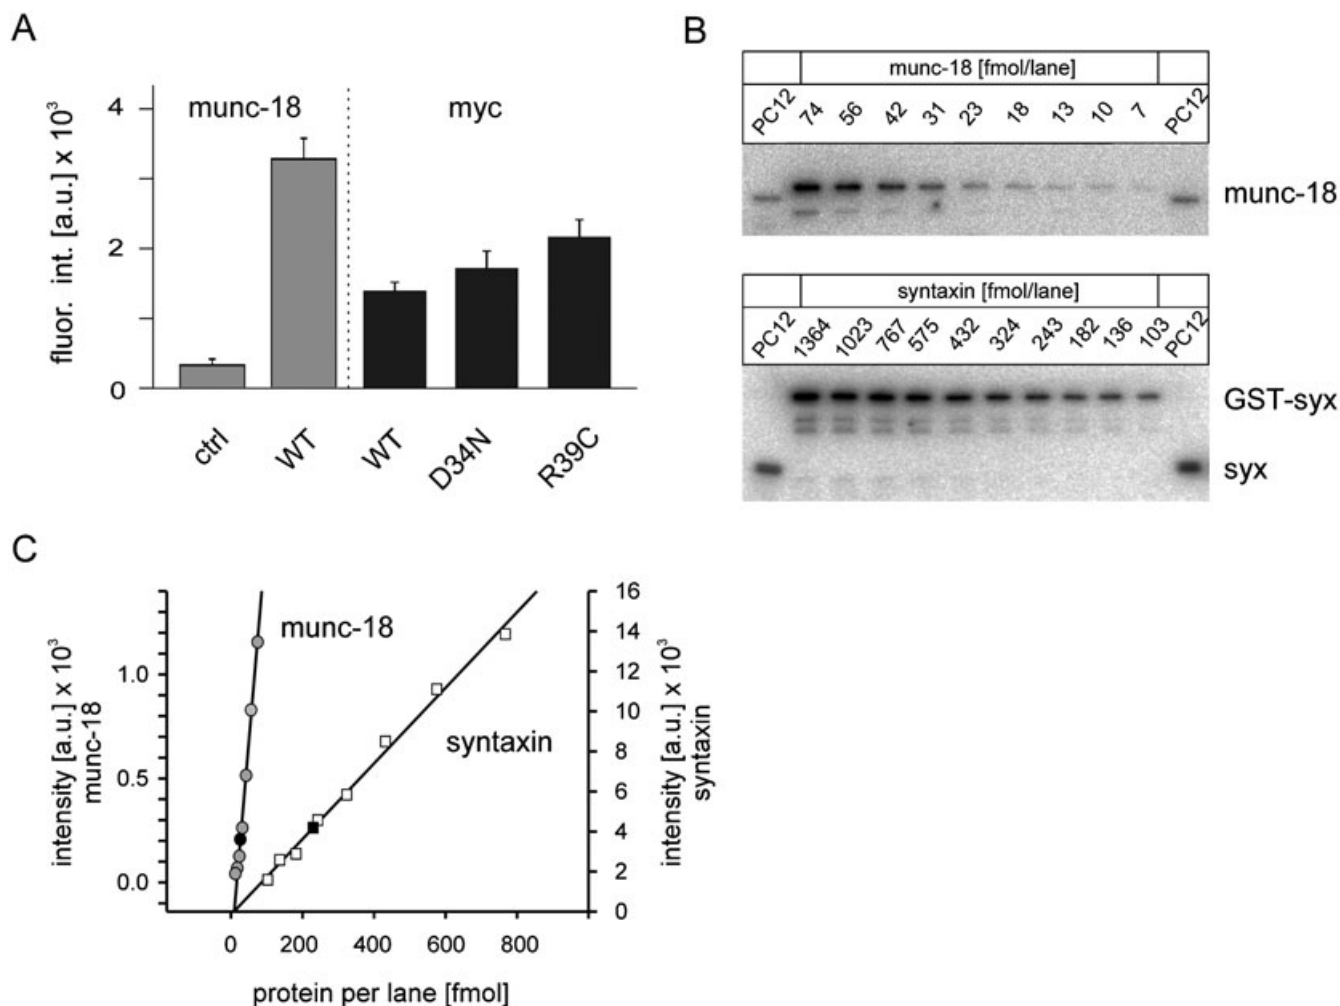 A
munc-18
myc
fluor. int. [a.u.] x 10³
4
2
0
ctrl
WT
WT
D34N
R39C
B
munc-18 [fmol/lane]
PC12 74 56 42 31 23 18 13 10 7 PC12
munc-18
syntaxin [fmol/lane]
PC12 1364 1023 767 575 432 324 243 182 136 103 PC12
GST-syx
syx
C
munc-18
syntaxin
intensity [a.u.] x 10³
munc-18
1.0
0.5
0.0
16
14
12
10
8
6
4
2
0
intensity [a.u.] x 10³
syntaxin
0 200 400 600 800
protein per lane [fmol]